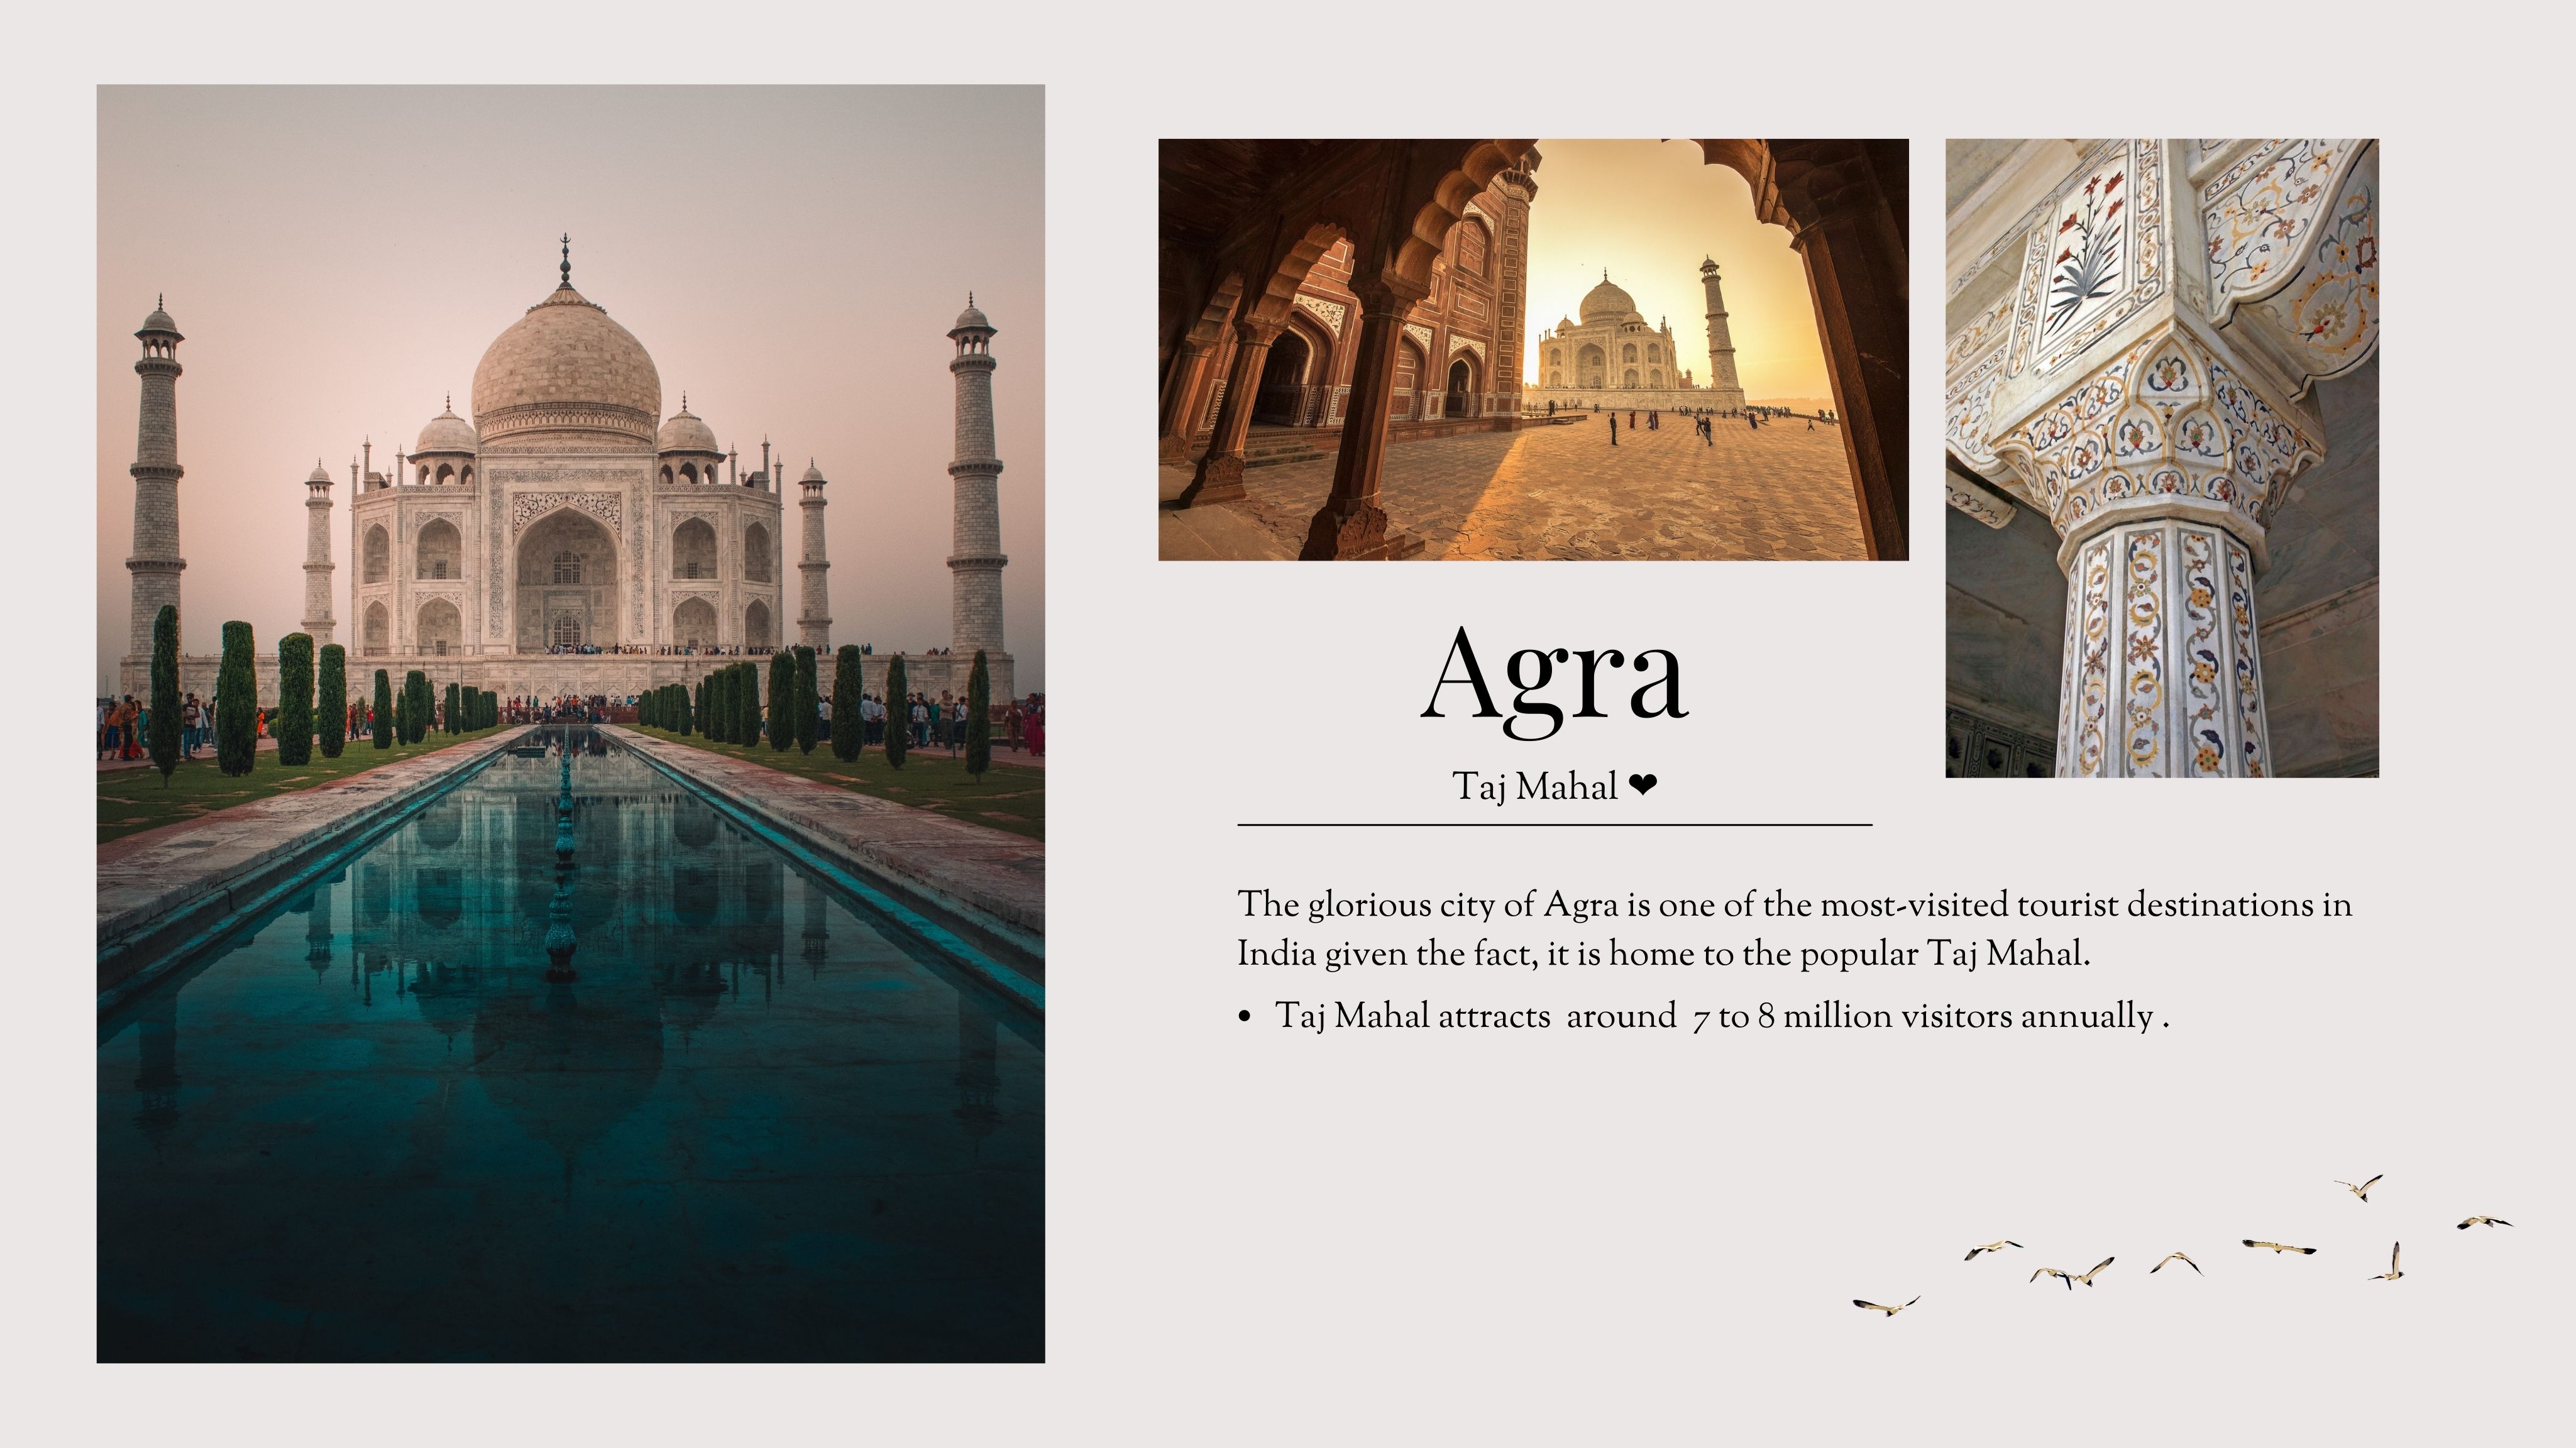 Agra
Taj Mahal ❤
The glorious city of Agra is one of the most-visited tourist destinations in
India given the fact, it is home to the popular Taj Mahal.
• Taj Mahal attracts  around  7 to 8 million visitors annually .